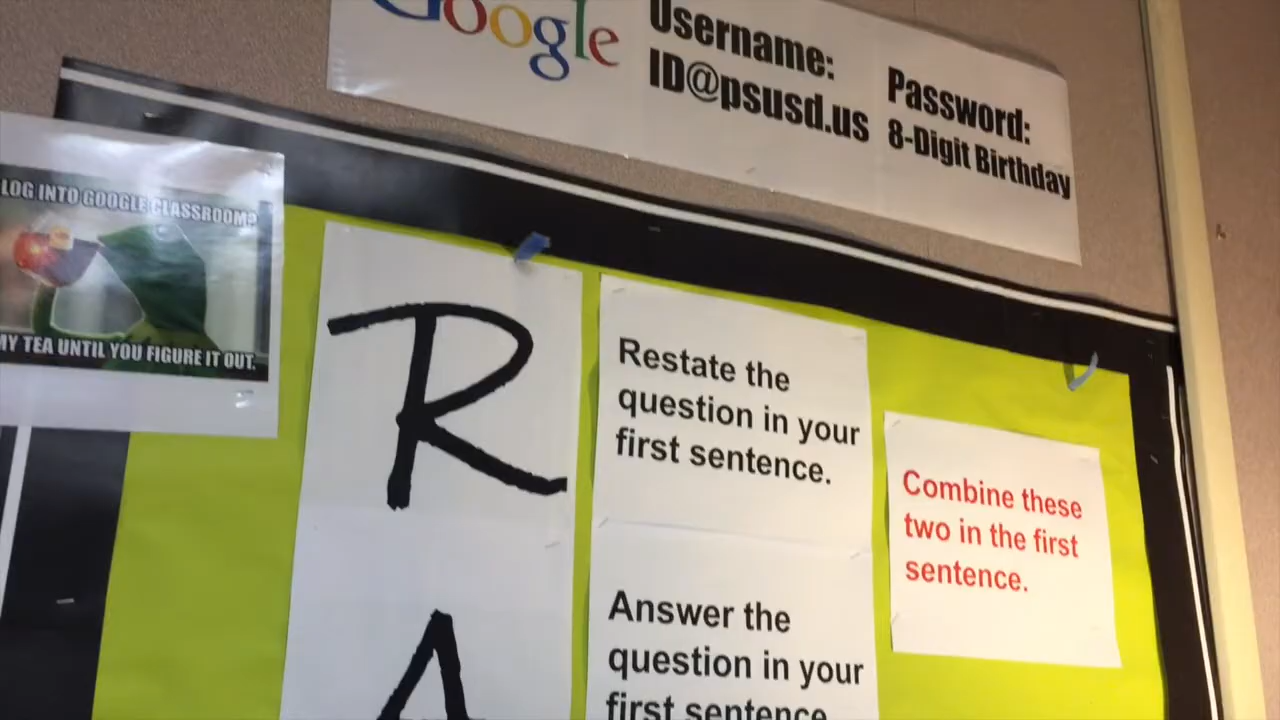 Google
Username:
ID@psusd.us
Password:
8-Digit Birthday
LOG INTO GOOGLE CLASSROOM?
MY TEA UNTIL YOU FIGURE IT OUT.
R
Restate the
question in your
first sentence.
Combine these
two in the first
sentence.
A
Answer the
question in your
first sentence